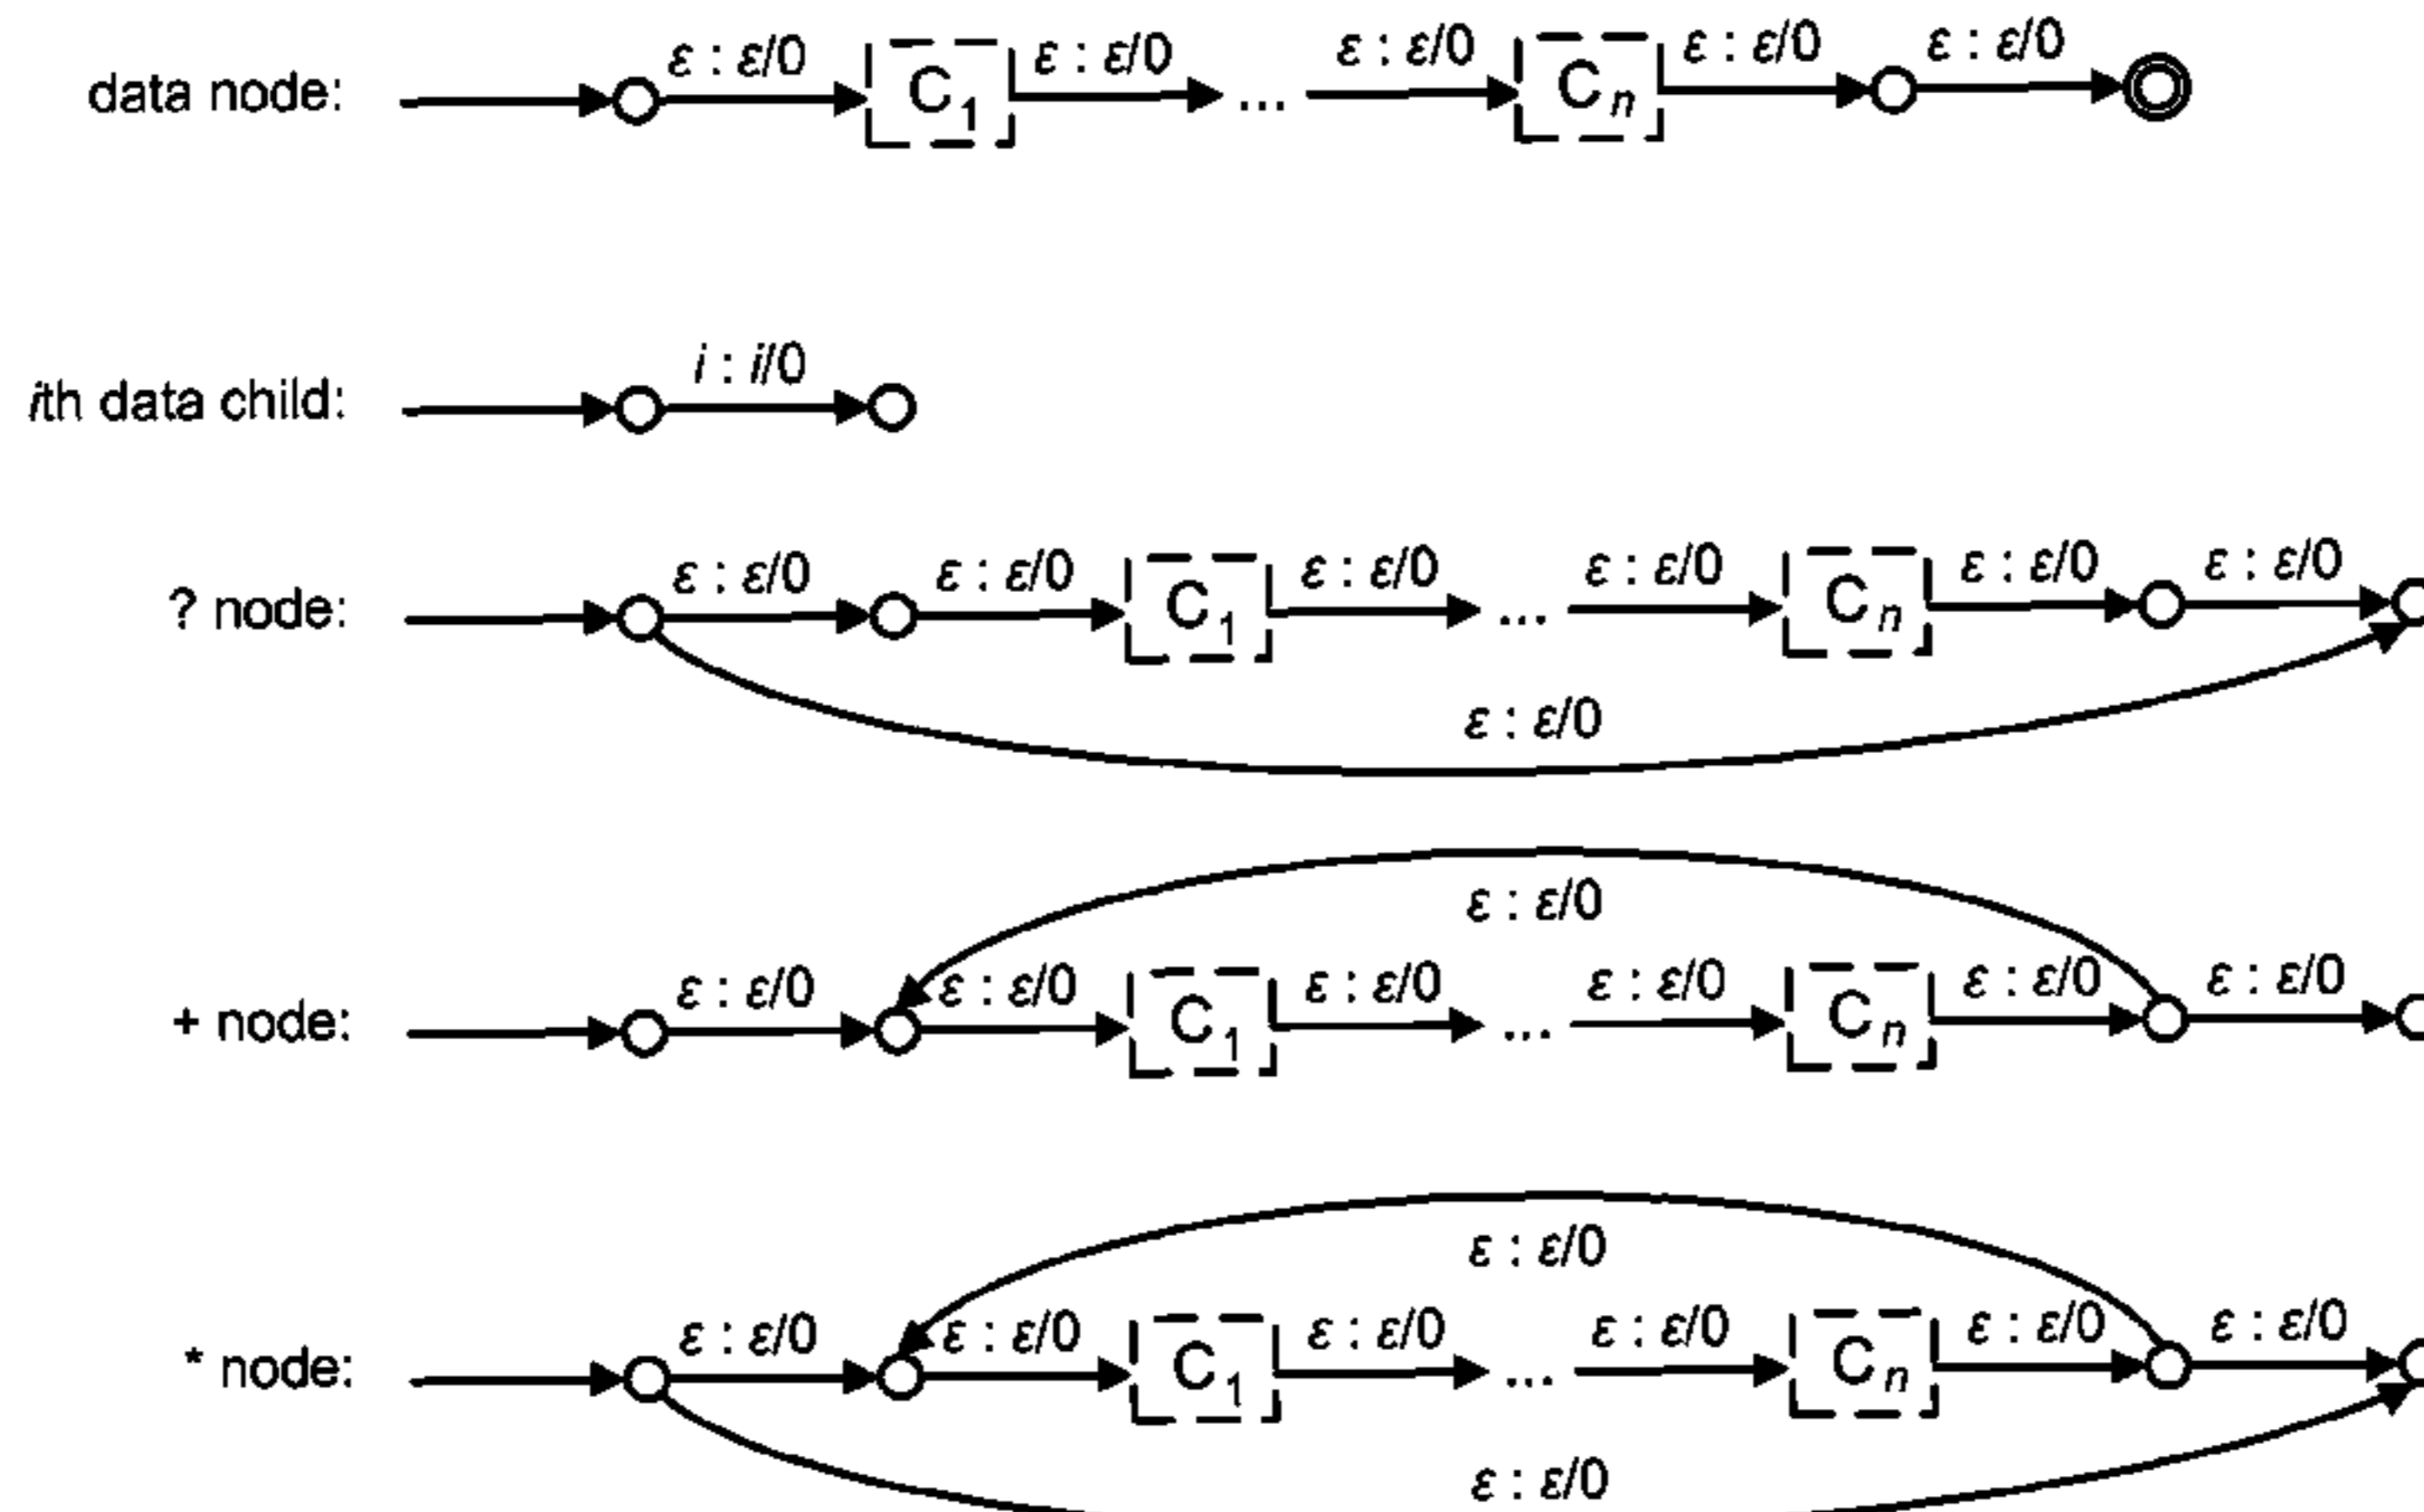 data node: ε : ε/0 C1 ε : ε/0 ... ε : ε/0 Cn ε : ε/0 ε : ε/0
ith data child: i : i/0
? node: ε : ε/0 ε : ε/0 C1 ε : ε/0 ... ε : ε/0 Cn ε : ε/0 ε : ε/0
ε : ε/0
ε : ε/0
+ node: ε : ε/0 ε : ε/0 C1 ε : ε/0 ... ε : ε/0 Cn ε : ε/0 ε : ε/0
ε : ε/0
* node: ε : ε/0 ε : ε/0 C1 ε : ε/0 ... ε : ε/0 Cn ε : ε/0 ε : ε/0
ε : ε/0